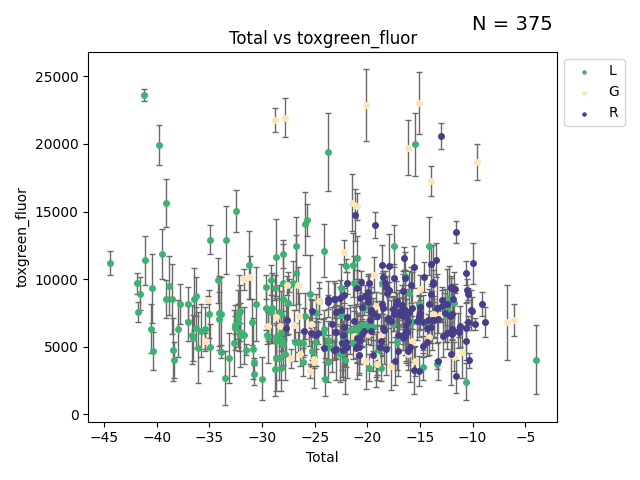 N = 375
Total vs toxgreen_fluor
25000
20000
15000
10000
5000
0
toxgreen_fluor
−45 −40 −35 −30 −25 −20 −15 −10 −5
Total
L
G
R